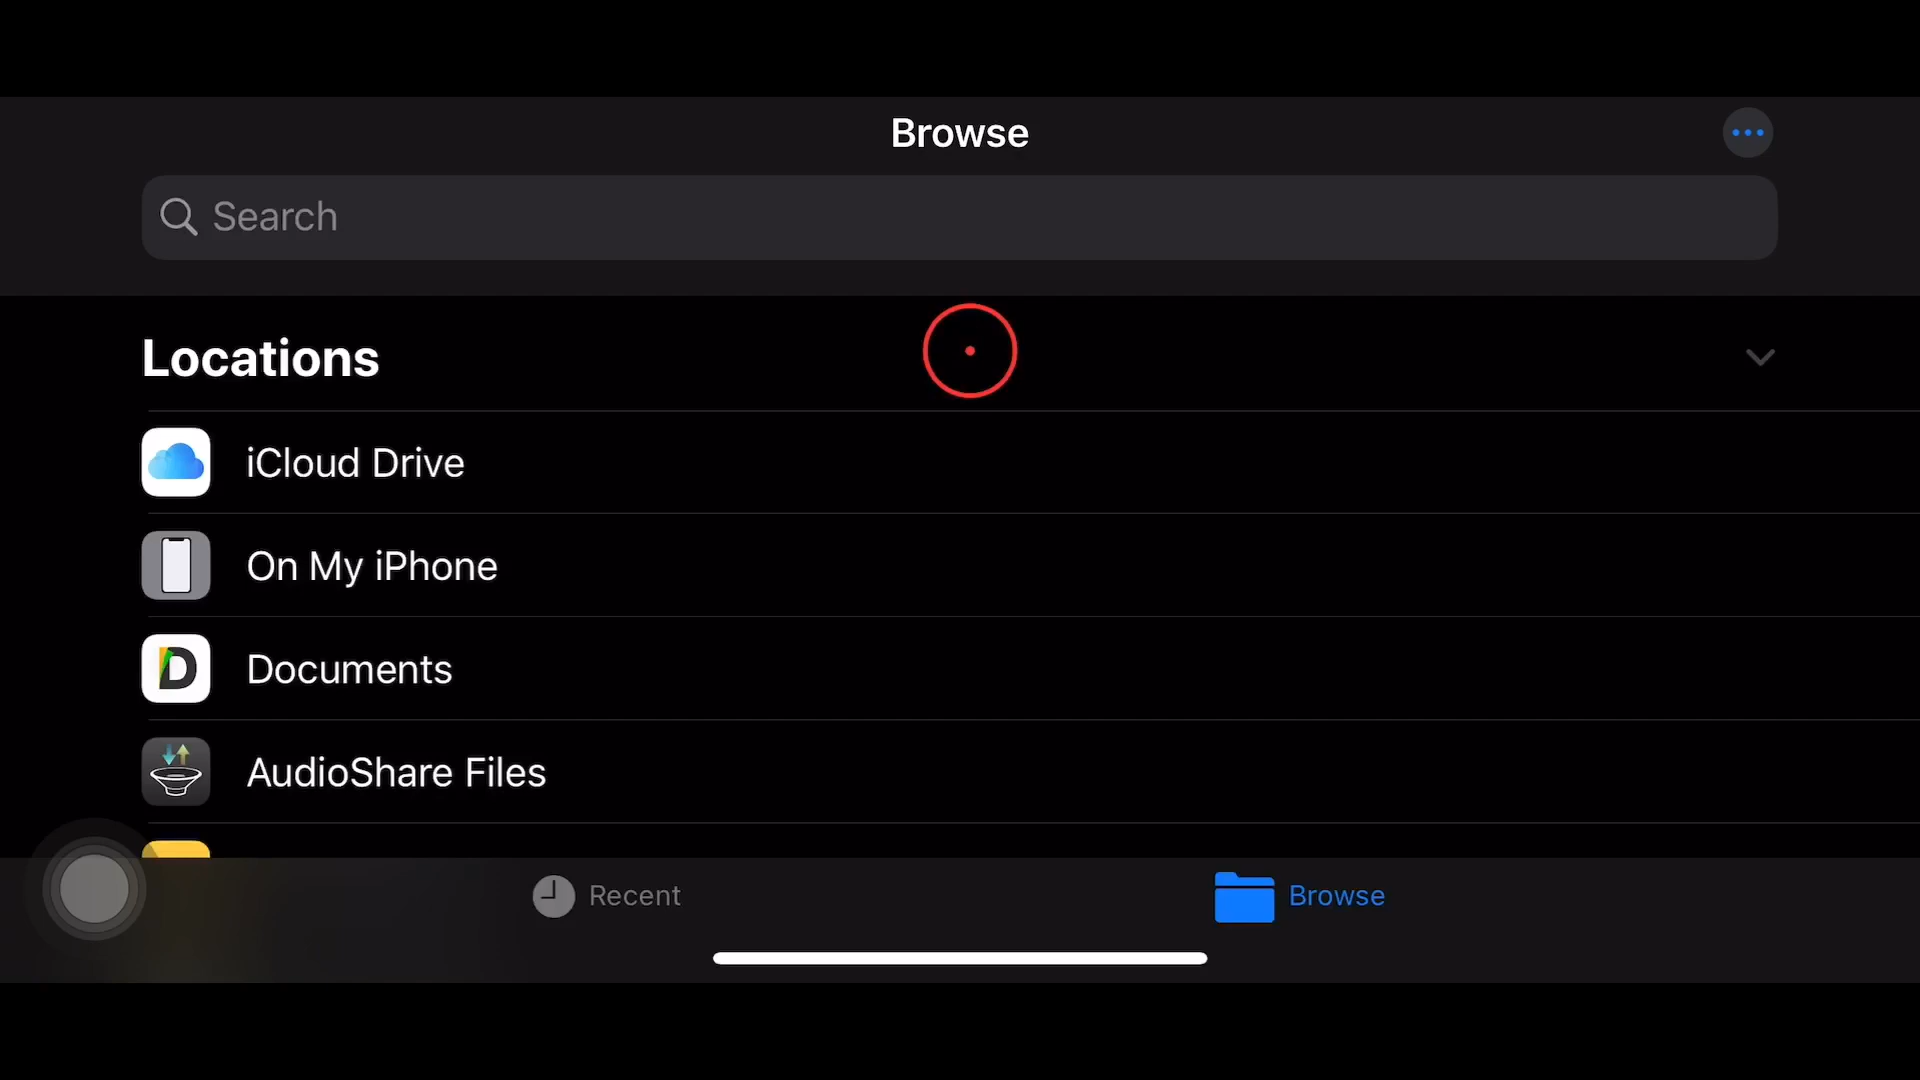 Browse
Search
Locations
iCloud Drive
On My iPhone
D
Documents
AudioShare Files
Recent
Browse